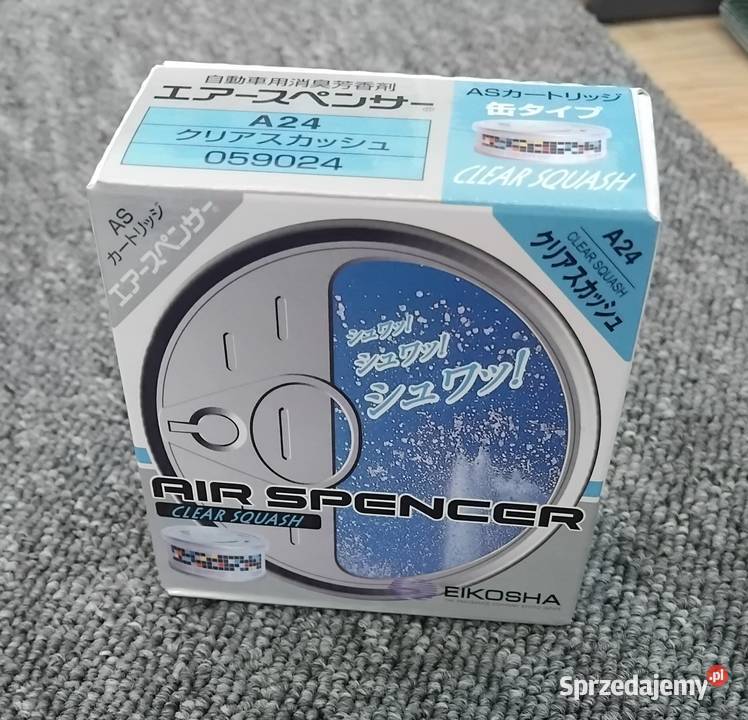 自動車用消臭芳香剤
エアースペンサー®
A24
クリアスカッシュ
059024
ASカートリッジ
缶タイプ
CLEAR SQUASH
AS
カートリッジ
エアースペンサー
A24
CLEAR SQUASH
クリアスカッシュ
シュワッ!
シュワッ!
シュワッ!
AIR SPENCER
CLEAR SQUASH
EIKOSHA
Sprzedajemy.pl